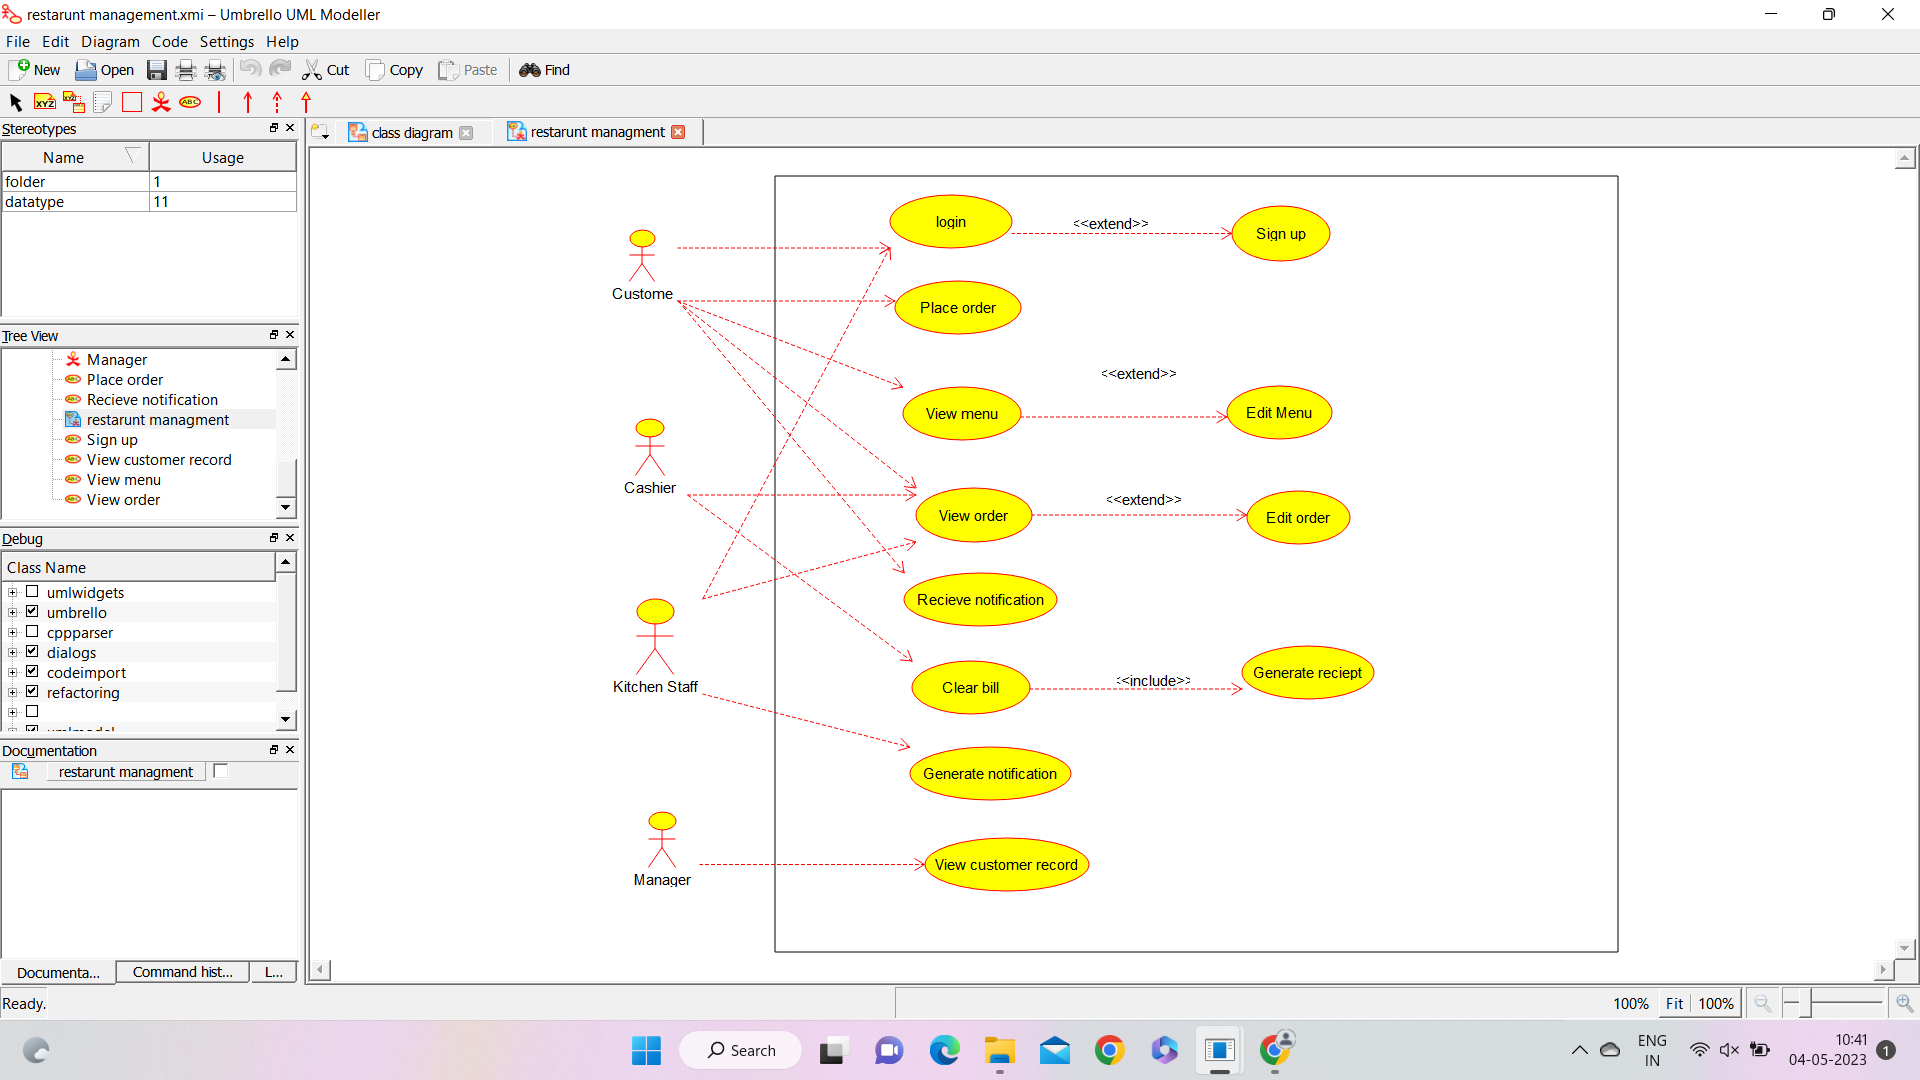 restarunt management.xmi – Umbrello UML Modeller
File Edit Diagram Code Settings Help
New Open Cut Copy Paste Find
XYZ XYZ ABC
Stereotypes
class diagram restarunt managment
Name Usage
folder 1
datatype 11
Tree View
Manager
Place order
Recieve notification
restarunt managment
Sign up
View customer record
View menu
View order
Debug
Class Name
umlwidgets
umbrello
cppparser
dialogs
codeimport
refactoring
Documentation
restarunt managment
Documenta... Command hist... L...
login
<<extend>>
Sign up
Custome
Place order
<<extend>>
View menu
Edit Menu
Cashier
<<extend>>
View order
Edit order
Recieve notification
Kitchen Staff
<<include>>
Generate reciept
Clear bill
Generate notification
View customer record
Manager
Ready.
100% Fit 100%
Search
ENG
IN
10:41
04-05-2023
1